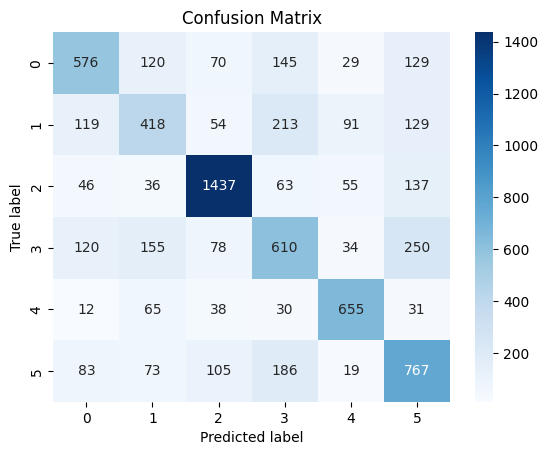 Confusion Matrix
0 576 120 70 145 29 129
1 119 418 54 213 91 129
2 46 36 1437 63 55 137
3 120 155 78 610 34 250
4 12 65 38 30 655 31
5 83 73 105 186 19 767
0 1 2 3 4 5
Predicted label
True label
1400
1200
1000
800
600
400
200